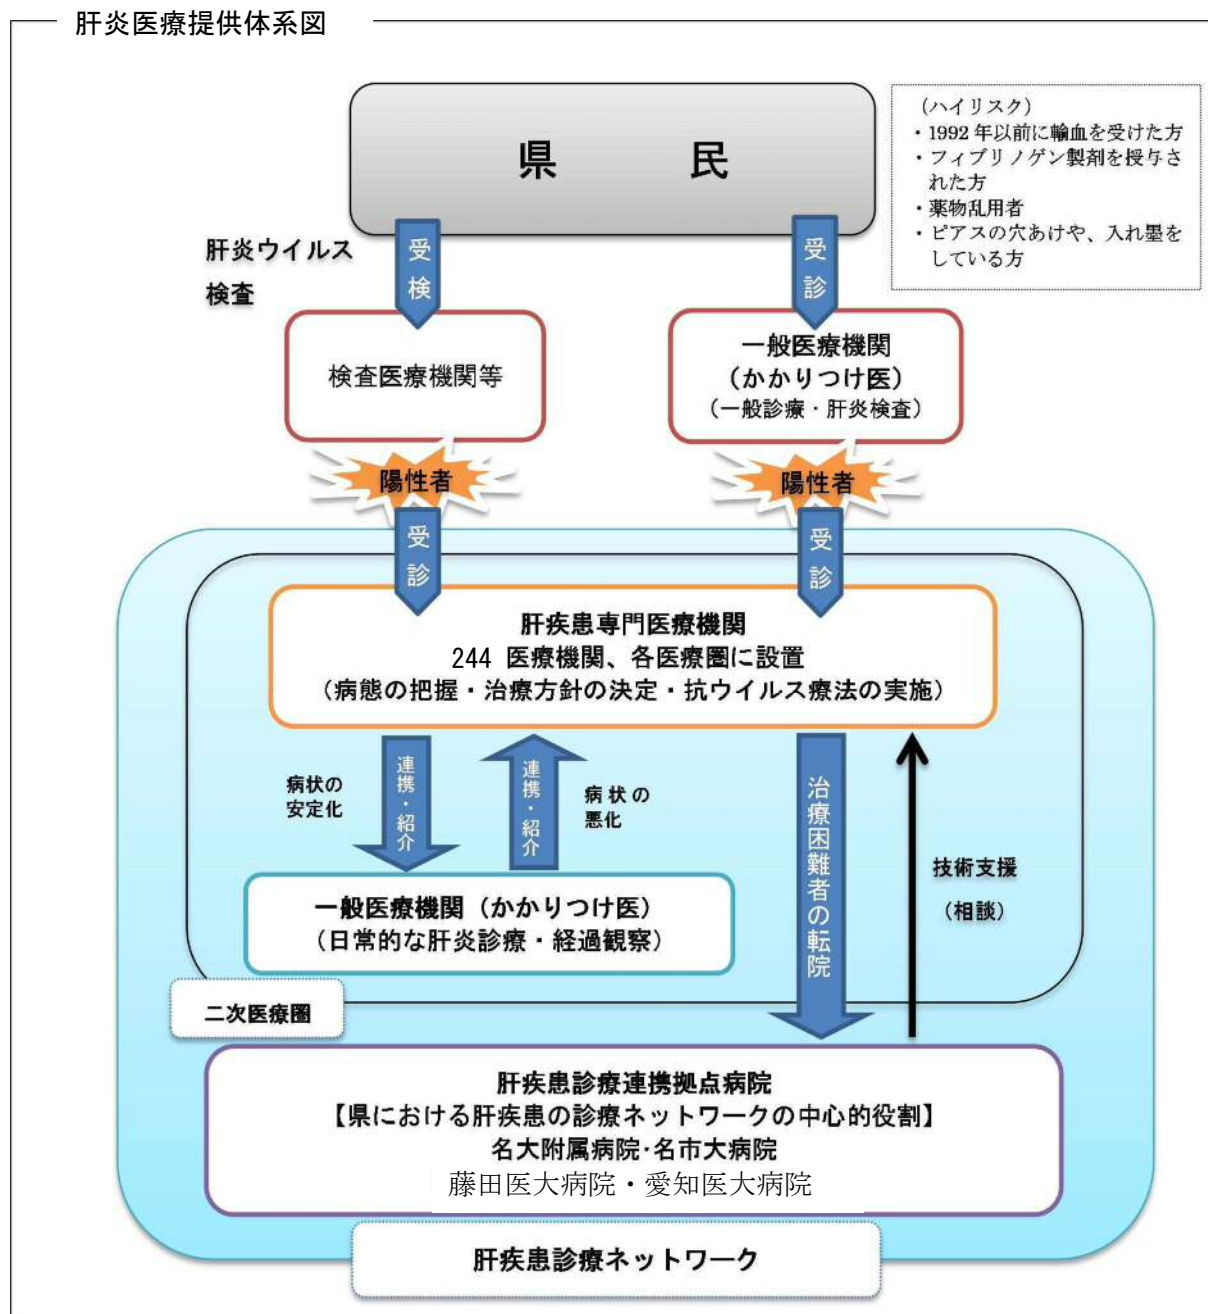 肝炎医療提供体系図
県 民
(ハイリスク)
・1992年以前に輸血を受けた方
・フィブリノゲン製剤を授与さ
れた方
・薬物乱用者
・ピアスの穴あけや、入れ墨を
している方
肝炎ウイルス
検査
受検
受診
検査医療機関等
一般医療機関
(かかりつけ医)
(一般診療・肝炎検査)
陽性者
陽性者
受診
受診
肝疾患専門医療機関
244 医療機関、各医療圏に設置
(病態の把握・治療方針の決定・抗ウイルス療法の実施)
病状の
安定化
連携・紹介
連携・紹介
病状の
悪化
治療困難者の転院
技術支援
(相談)
一般医療機関(かかりつけ医)
(日常的な肝炎診療・経過観察)
二次医療圏
肝疾患診療連携拠点病院
【県における肝疾患の診療ネットワークの中心的役割】
名大附属病院・名市大病院
藤田医大病院・愛知医大病院
肝疾患診療ネットワーク